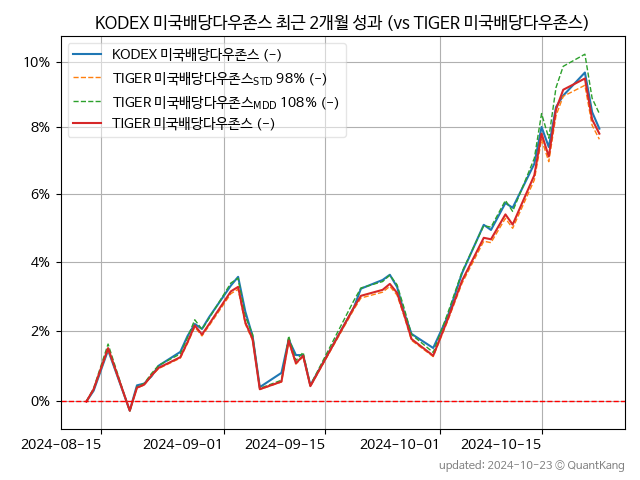 KODEX 미국배당다우존스 최근 2개월 성과 (vs TIGER 미국배당다우존스)
KODEX 미국배당다우존스 (-)
TIGER 미국배당다우존스STD 98% (-)
TIGER 미국배당다우존스MDD 108% (-)
TIGER 미국배당다우존스 (-)
10%
8%
6%
4%
2%
0%
2024-08-15 2024-09-01 2024-09-15 2024-10-01 2024-10-15
updated: 2024-10-23 © QuantKang